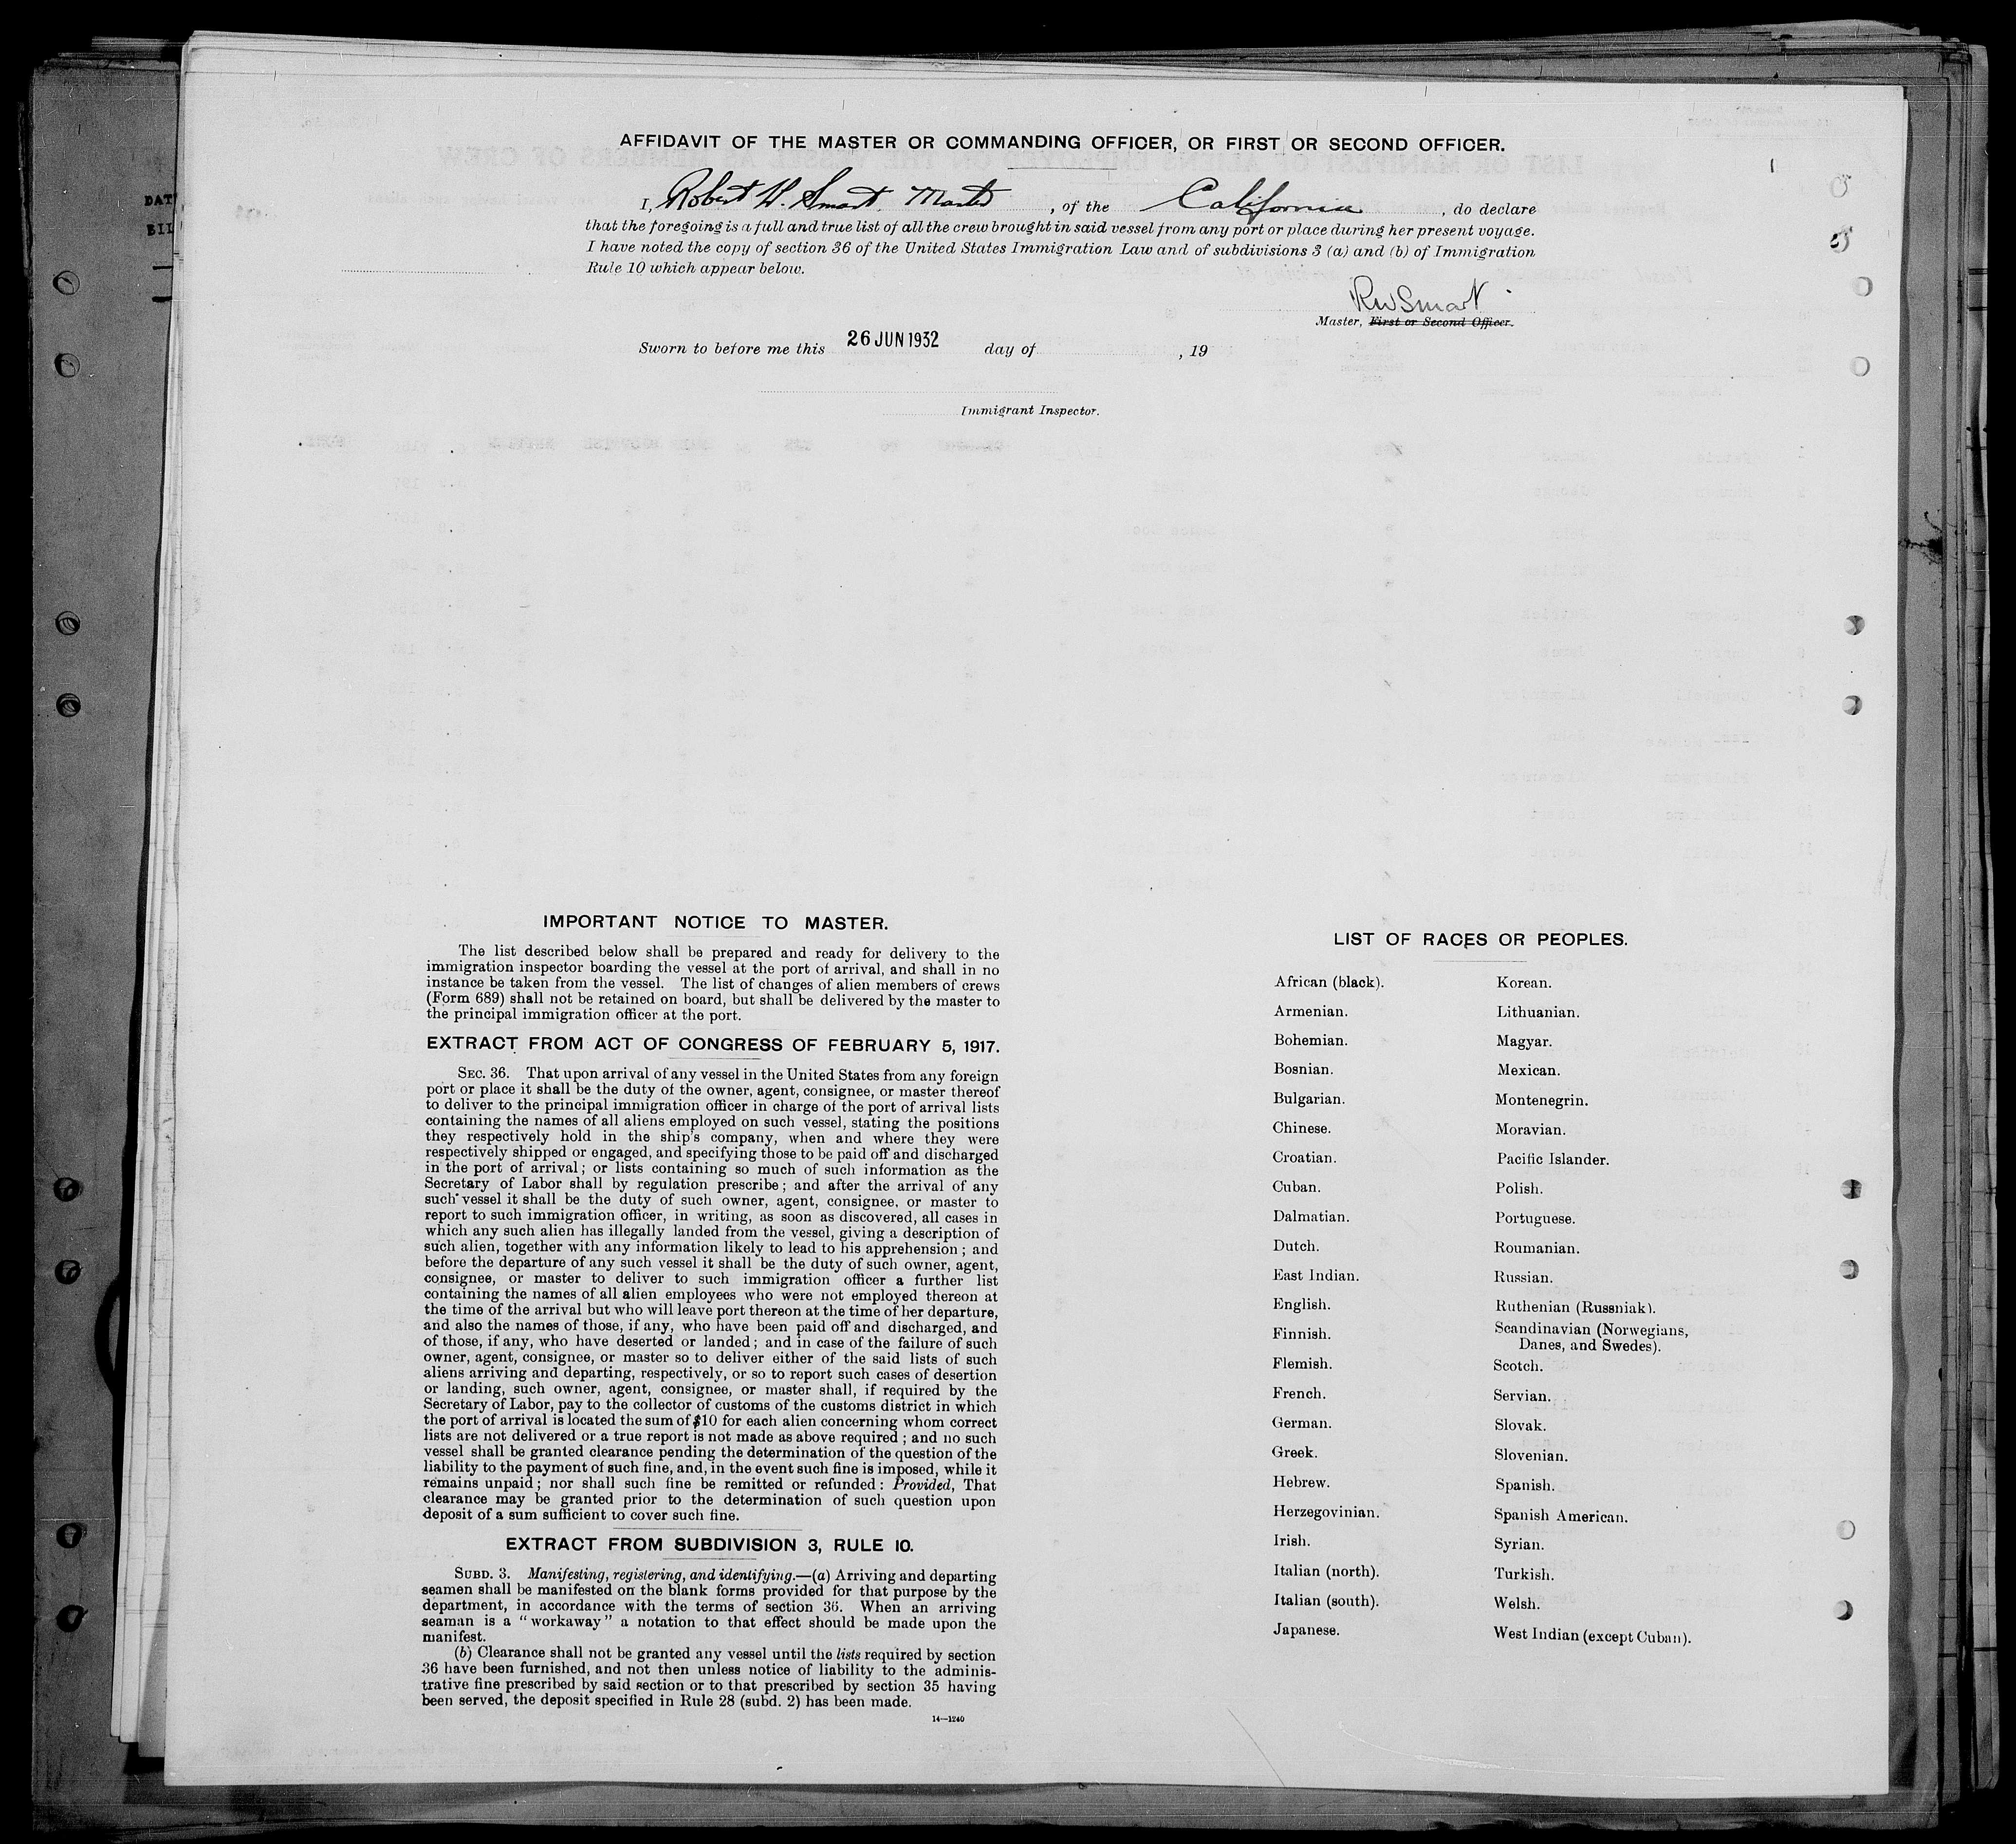 AFFIDAVIT OF THE MASTER OR COMMANDING OFFICER, OR FIRST OR SECOND OFFICER.
I, Robert W. Smart, Master, of the California, do declare
that the foregoing is a full and true list of all the crew brought in said vessel from any port or place during her present voyage.
I have noted the copy of section 36 of the United States Immigration Law and of subdivisions 3 (a) and (b) of Immigration
Rule 10 which appear below.
RWSmart
Master, First or Second Officer.
Sworn to before me this 26 JUN 1932 day of , 19
Immigrant Inspector.
DAT
BIL
IMPORTANT NOTICE TO MASTER.
The list described below shall be prepared and ready for delivery to the
immigration inspector boarding the vessel at the port of arrival, and shall in no
instance be taken from the vessel. The list of changes of alien members of crews
(Form 689) shall not be retained on board, but shall be delivered by the master to
the principal immigration officer at the port.
EXTRACT FROM ACT OF CONGRESS OF FEBRUARY 5, 1917.
SEC. 36. That upon arrival of any vessel in the United States from any foreign
port or place it shall be the duty of the owner, agent, consignee, or master thereof
to deliver to the principal immigration officer in charge of the port of arrival lists
containing the names of all aliens employed on such vessel, stating the positions
they respectively hold in the ship's company, when and where they were
respectively shipped or engaged, and specifying those to be paid off and discharged
in the port of arrival; or lists containing so much of such information as the
Secretary of Labor shall by regulation prescribe; and after the arrival of any
such vessel it shall be the duty of such owner, agent, consignee, or master to
report to such immigration officer, in writing, as soon as discovered, all cases in
which any such alien has illegally landed from the vessel, giving a description of
such alien, together with any information likely to lead to his apprehension; and
before the departure of any such vessel it shall be the duty of such owner, agent,
consignee, or master to deliver to such immigration officer a further list
containing the names of all alien employees who were not employed thereon at
the time of the arrival but who will leave port thereon at the time of her departure,
and also the names of those, if any, who have been paid off and discharged, and
of those, if any, who have deserted or landed; and in case of the failure of such
owner, agent, consignee, or master so to deliver either of the said lists of such
aliens arriving and departing, respectively, or so to report such cases of desertion
or landing, such owner, agent, consignee, or master shall, if required by the
Secretary of Labor, pay to the collector of customs of the customs district in which
the port of arrival is located the sum of $10 for each alien concerning whom correct
lists are not delivered or a true report is not made as above required; and no such
vessel shall be granted clearance pending the determination of the question of the
liability to the payment of such fine, and, in the event such fine is imposed, while it
remains unpaid; nor shall such fine be remitted or refunded: Provided, That
clearance may be granted prior to the determination of such question upon
deposit of a sum sufficient to cover such fine.
EXTRACT FROM SUBDIVISION 3, RULE 10.
SUBD. 3. Manifesting, registering, and identifying.—(a) Arriving and departing
seamen shall be manifested on the blank forms provided for that purpose by the
department, in accordance with the terms of section 36. When an arriving
seaman is a "workaway" a notation to that effect should be made upon the
manifest.
(b) Clearance shall not be granted any vessel until the lists required by section
36 have been furnished, and not then unless notice of liability to the adminis-
trative fine prescribed by said section or to that prescribed by section 35 having
been served, the deposit specified in Rule 28 (subd. 2) has been made.
14—1240
LIST OF RACES OR PEOPLES.
African (black).
Armenian.
Bohemian.
Bosnian.
Bulgarian.
Chinese.
Croatian.
Cuban.
Dalmatian.
Dutch.
East Indian.
English.
Finnish.
Flemish.
French.
German.
Greek.
Hebrew.
Herzegovinian.
Irish.
Italian (north).
Italian (south).
Japanese.
Korean.
Lithuanian.
Magyar.
Mexican.
Montenegrin.
Moravian.
Pacific Islander.
Polish.
Portuguese.
Roumanian.
Russian.
Ruthenian (Russniak).
Scandinavian (Norwegians,
Danes, and Swedes).
Scotch.
Servian.
Slovak.
Slovenian.
Spanish.
Spanish American.
Syrian.
Turkish.
Welsh.
West Indian (except Cuban).